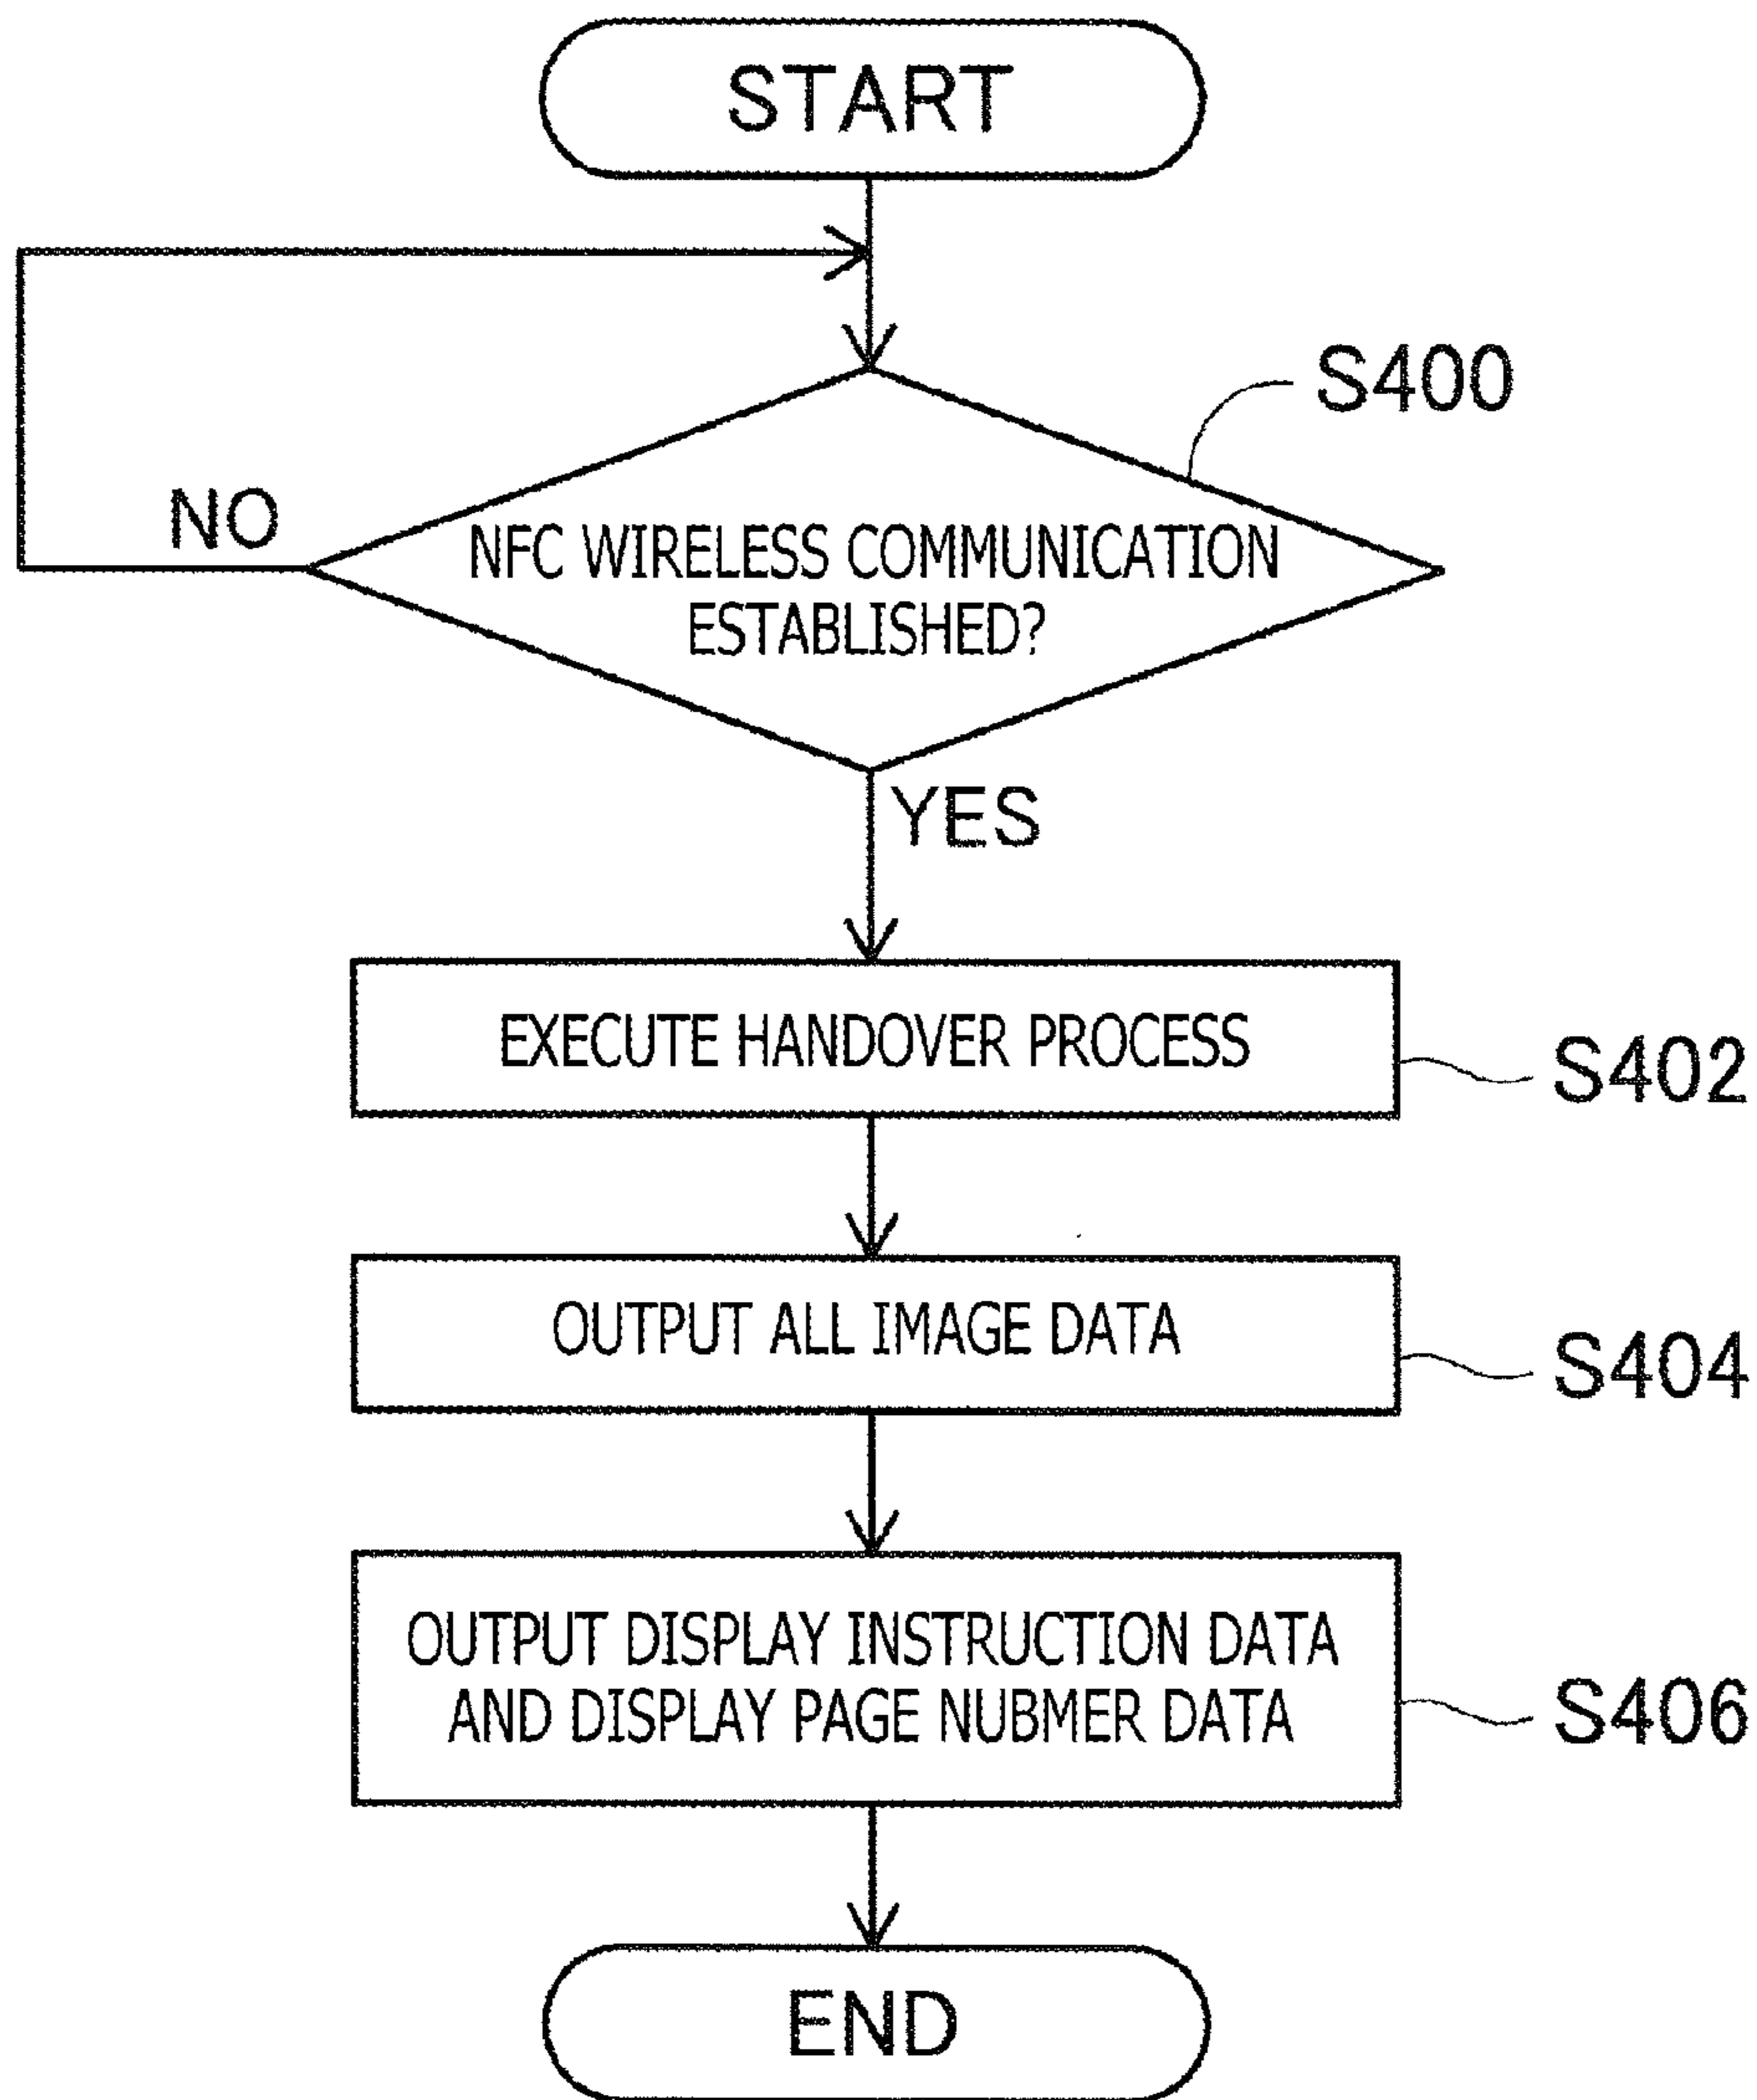 START
S400
NO
NFC WIRELESS COMMUNICATION
ESTABLISHED?
YES
EXECUTE HANDOVER PROCESS
S402
OUTPUT ALL IMAGE DATA
S404
OUTPUT DISPLAY INSTRUCTION DATA
AND DISPLAY PAGE NUBMER DATA
S406
END